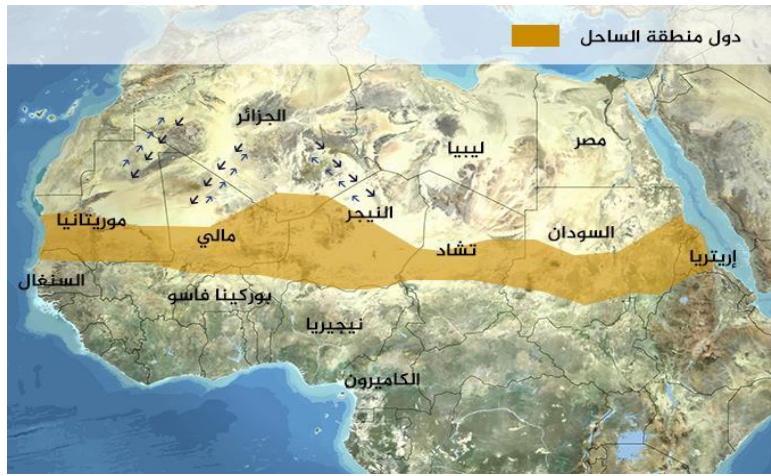 دول منطقة الساحل
الجزائر
ليبيا
مصر
موريتانيا
مالي
النيجر
تشاد
السودان
إريتريا
السنغال
بوركينا فاسو
نيجيريا
الكاميرون